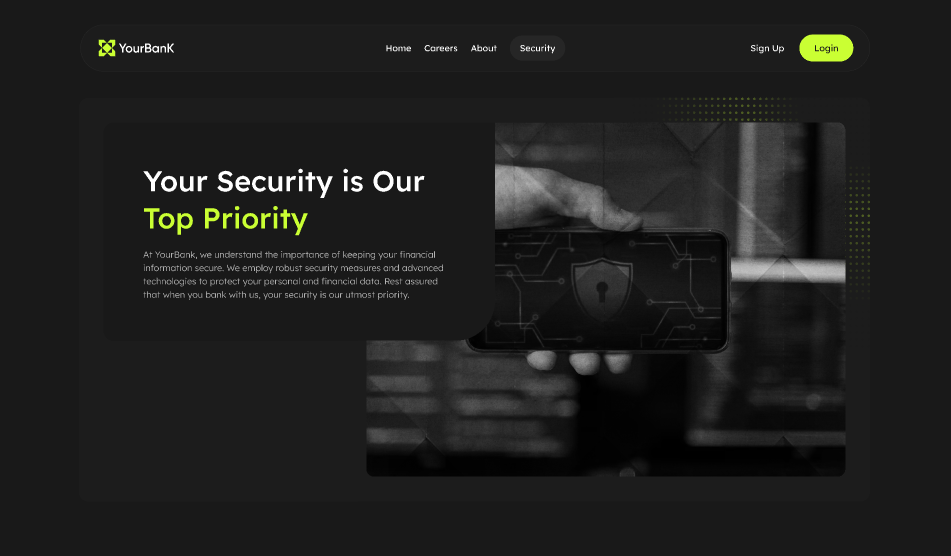 YourBanK
Home Careers About Security
Sign Up Login
Your Security is Our
Top Priority
At YourBank, we understand the importance of keeping your financial
information secure. We employ robust security measures and advanced
technologies to protect your personal and financial data. Rest assured
that when you bank with us, your security is our utmost priority.